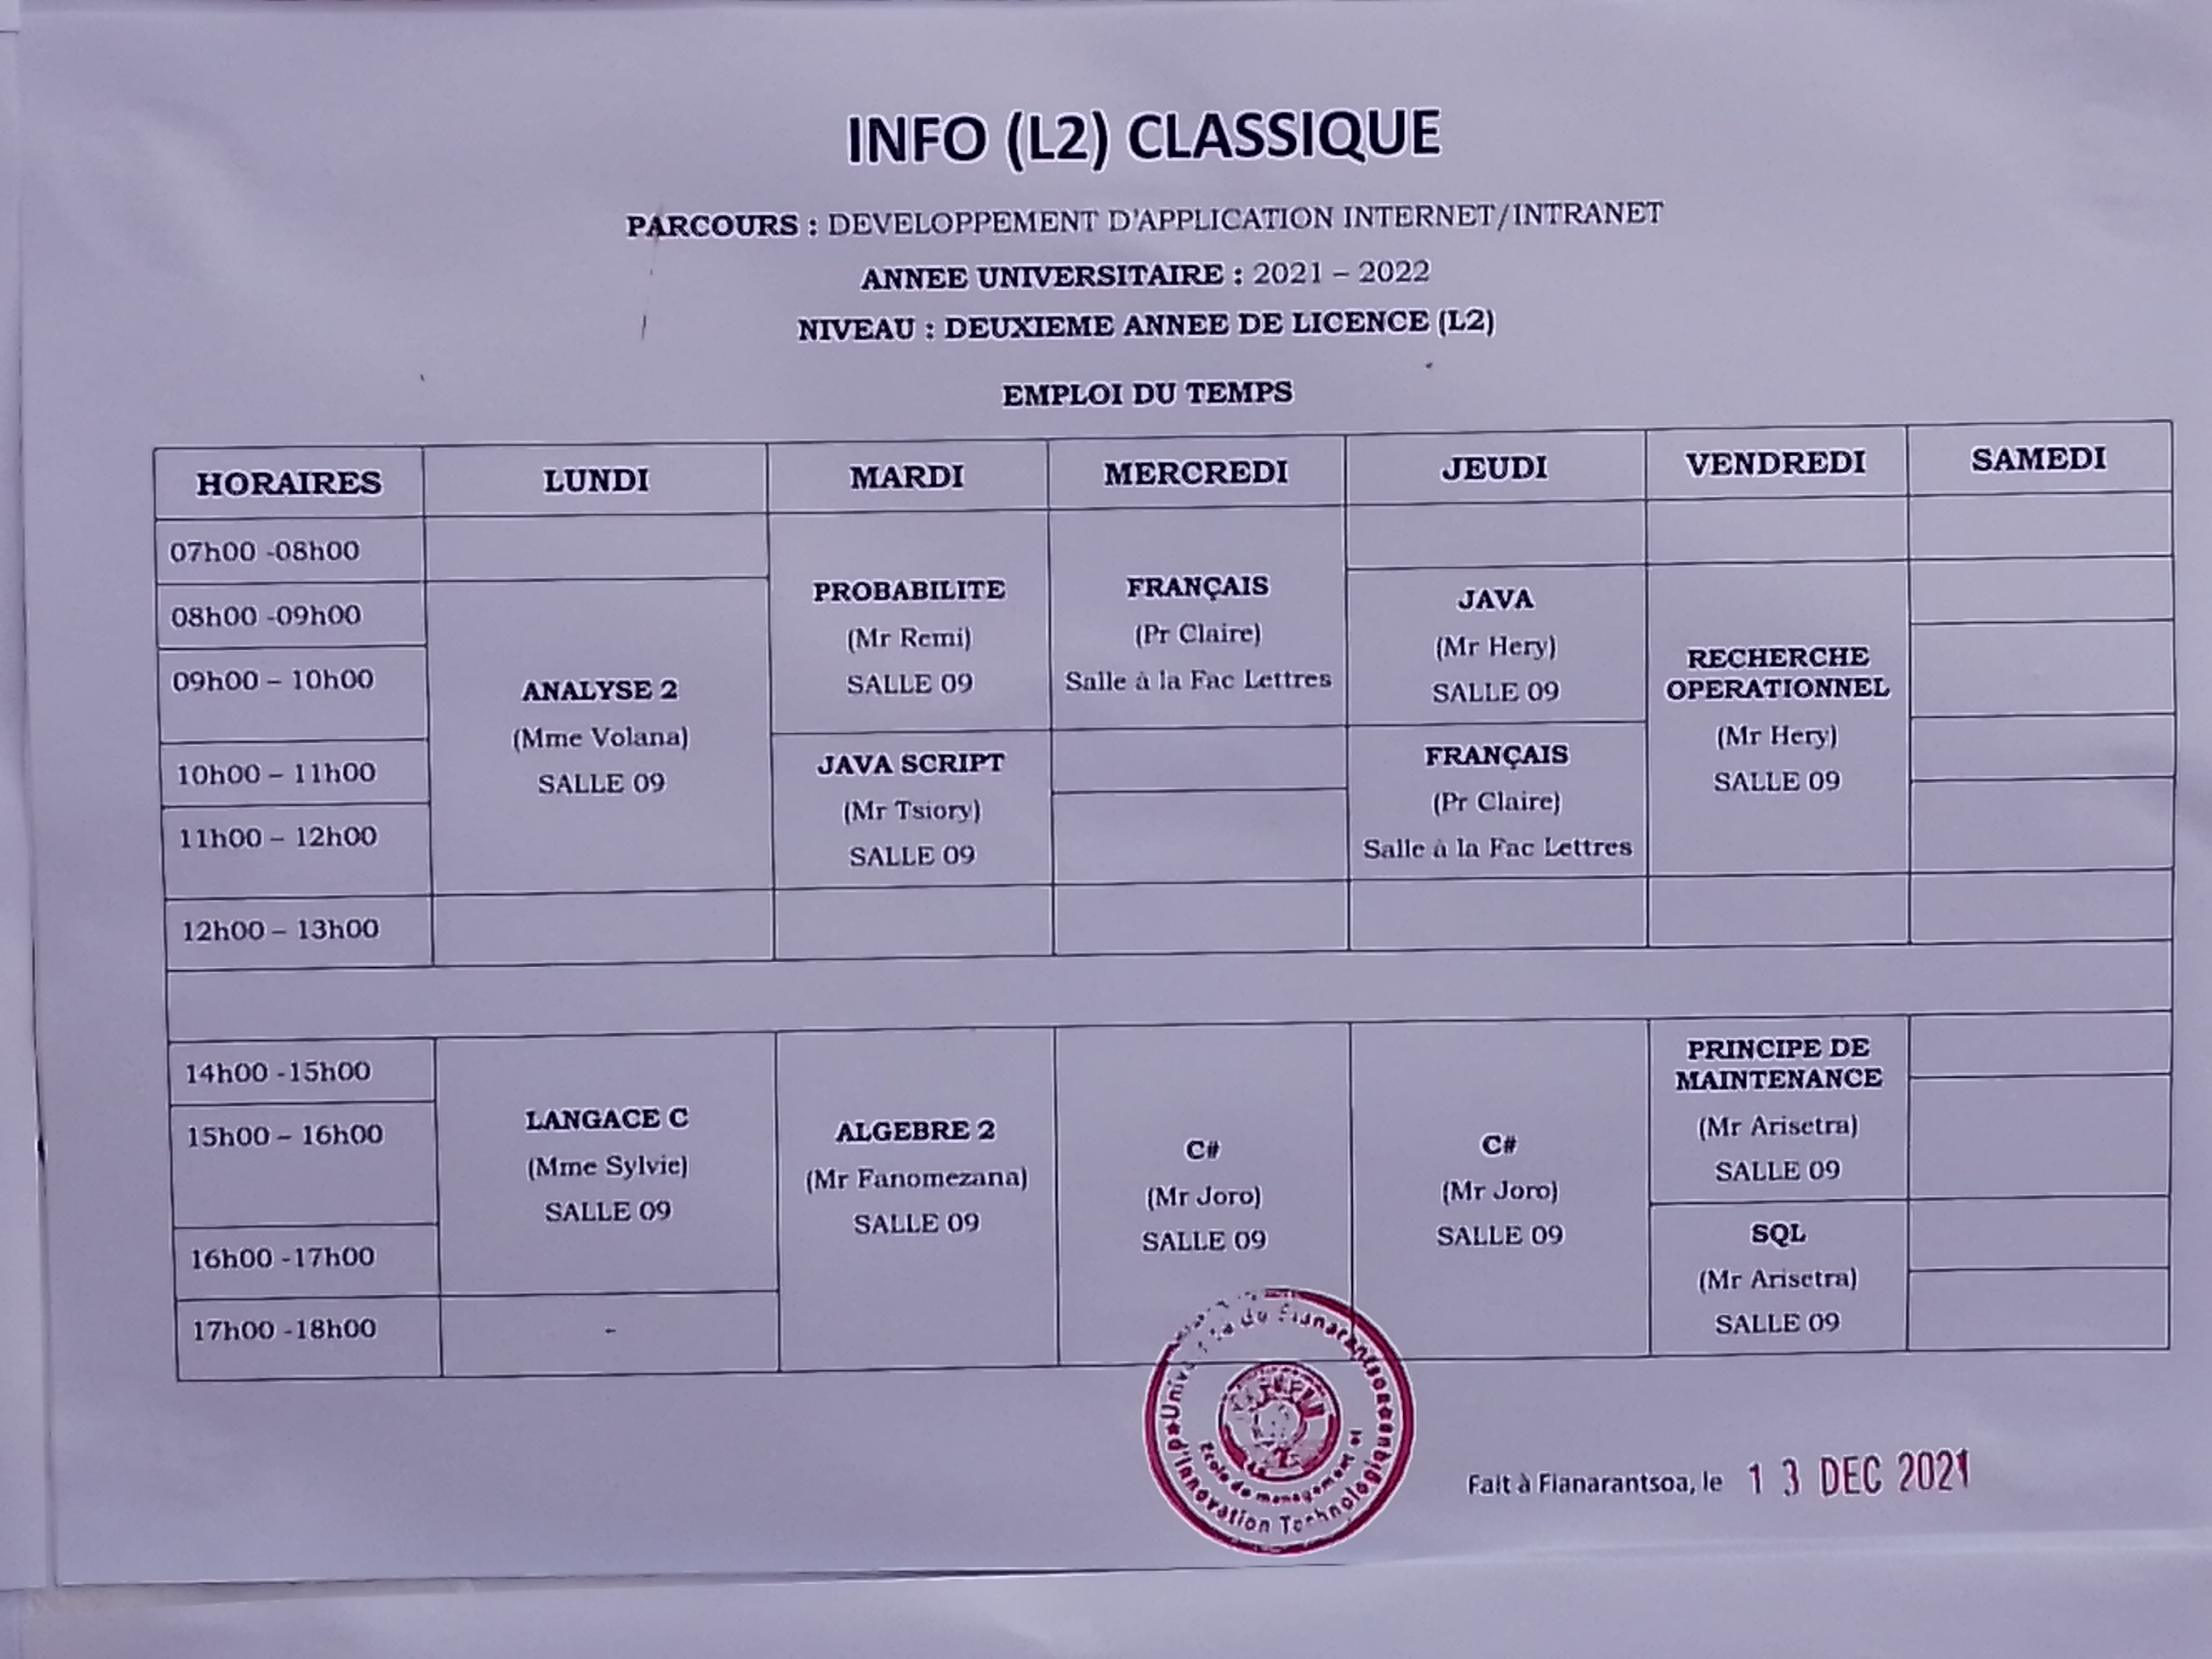 INFO (L2) CLASSIQUE
PARCOURS : DEVELOPPEMENT D'APPLICATION INTERNET/INTRANET
ANNEE UNIVERSITAIRE : 2021 – 2022
NIVEAU : DEUXIEME ANNEE DE LICENCE (L2)
EMPLOI DU TEMPS
HORAIRES LUNDI MARDI MERCREDI JEUDI VENDREDI SAMEDI
07h00 -08h00
08h00 -09h00
09h00 – 10h00
10h00 – 11h00
11h00 – 12h00
12h00 – 13h00
ANALYSE 2
(Mme Volana)
SALLE 09
PROBABILITE
(Mr Remi)
SALLE 09
JAVA SCRIPT
(Mr Tsiory)
SALLE 09
FRANÇAIS
(Pr Claire)
Salle à la Fac Lettres
JAVA
(Mr Hery)
SALLE 09
FRANÇAIS
(Pr Claire)
Salle à la Fac Lettres
RECHERCHE
OPERATIONNEL
(Mr Hery)
SALLE 09
14h00 -15h00
15h00 – 16h00
16h00 -17h00
17h00 -18h00
LANGACE C
(Mme Sylvie)
SALLE 09
-
ALGEBRE 2
(Mr Fanomezana)
SALLE 09
C#
(Mr Joro)
SALLE 09
C#
(Mr Joro)
SALLE 09
PRINCIPE DE
MAINTENANCE
(Mr Arisetra)
SALLE 09
SQL
(Mr Arisetra)
SALLE 09
Ecole de management et
d'Innovation Technologique
Fait à Fianarantsoa, le 13 DEC 2021